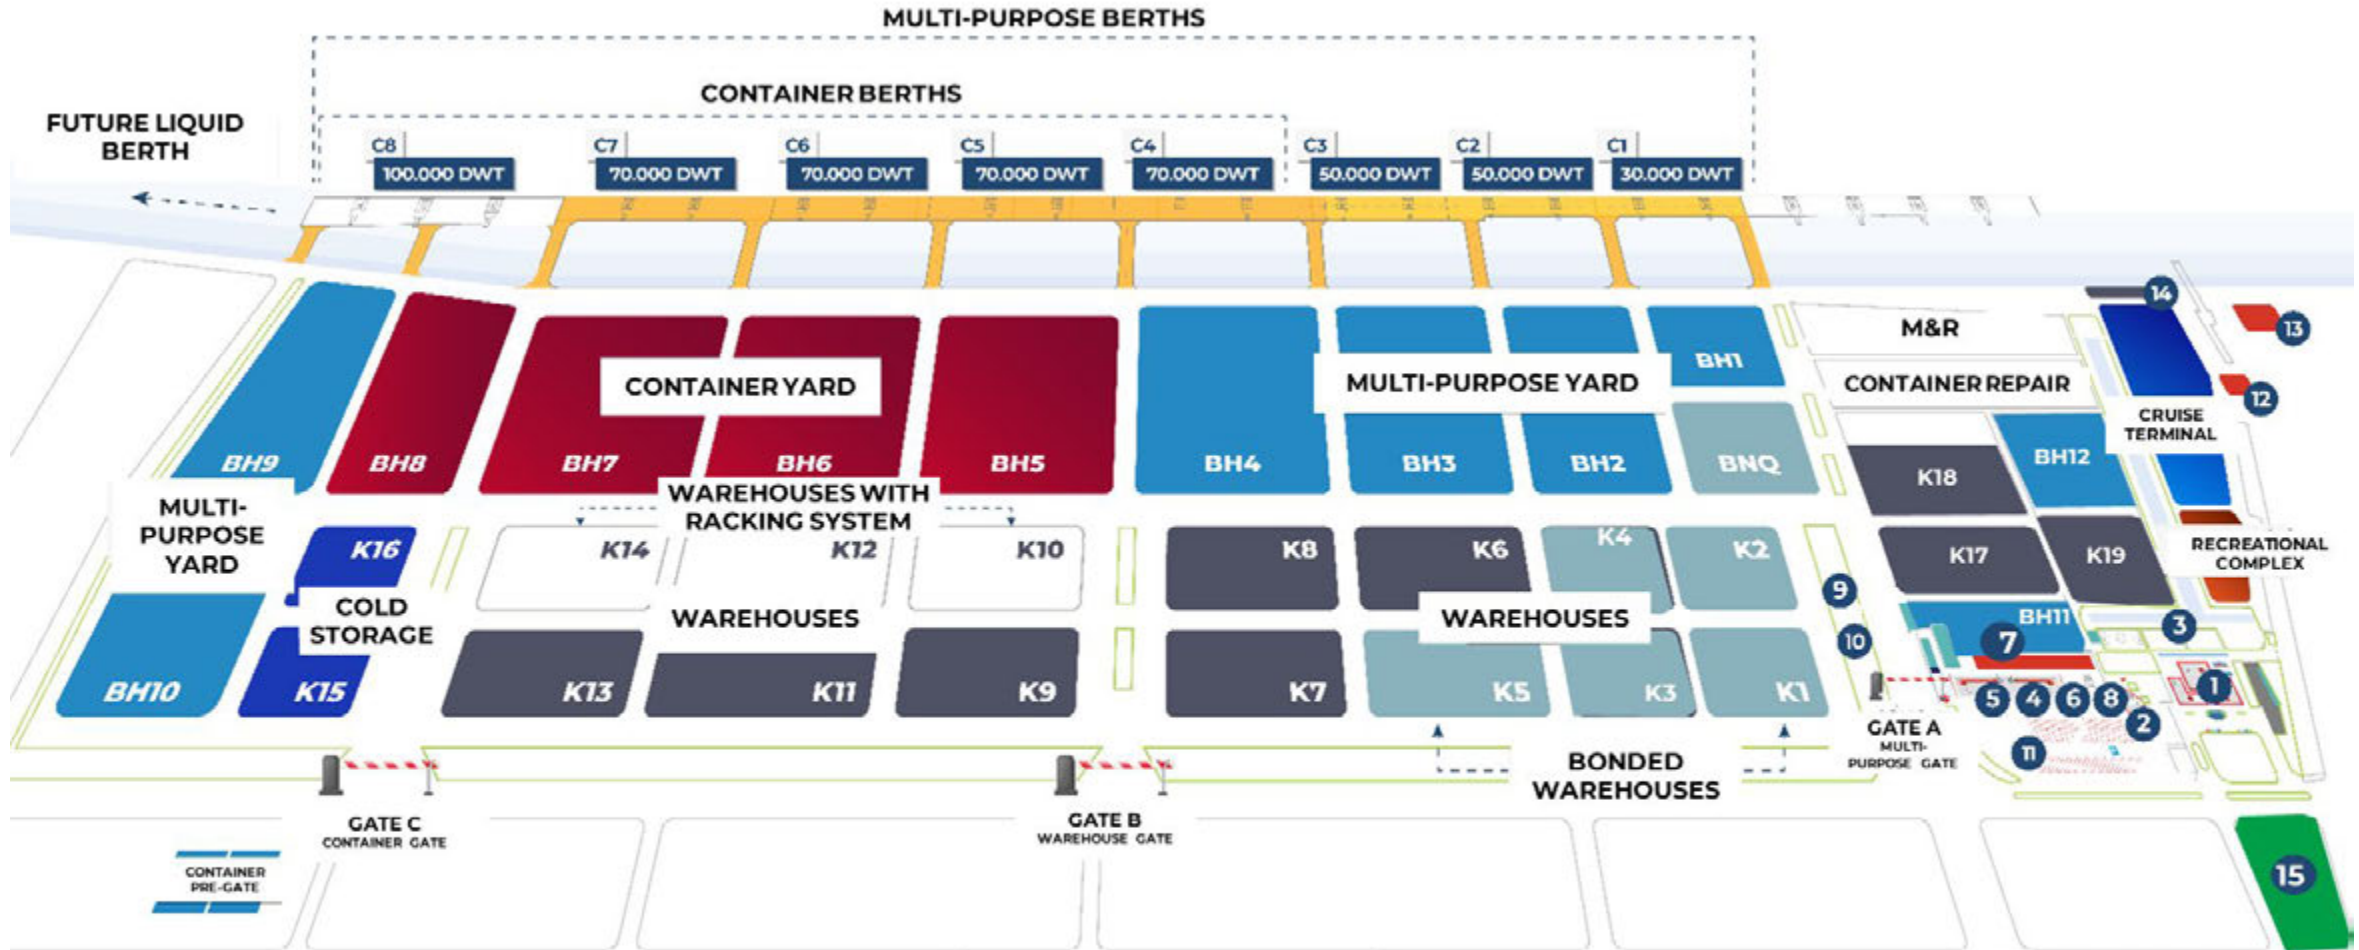 MULTI-PURPOSE BERTHS
CONTAINER BERTHS
FUTURE LIQUID
BERTH
C8
100.000 DWT
C7
70.000 DWT
C6
70.000 DWT
C5
70.000 DWT
C4
70.000 DWT
C3
50.000 DWT
C2
50.000 DWT
C1
30.000 DWT
14
13
12
M&R
CONTAINER REPAIR
CRUISE
TERMINAL
CONTAINER YARD
MULTI-PURPOSE YARD
BH1
BH9
BH8
BH7
BH6
BH5
BH4
BH3
BH2
BNQ
K18
BH12
WAREHOUSES WITH
RACKING SYSTEM
MULTI-
PURPOSE
YARD
K16
K14
K12
K10
K8
K6
K4
K2
K17
K19
RECREATIONAL
COMPLEX
COLD
STORAGE
WAREHOUSES
WAREHOUSES
9
10
BH11
7
3
BH10
K15
K13
K11
K9
K7
K5
K3
K1
5
4
6
8
1
2
11
GATE A
MULTI-
PURPOSE GATE
BONDED
WAREHOUSES
GATE C
CONTAINER GATE
GATE B
WAREHOUSE GATE
CONTAINER
PRE-GATE
15